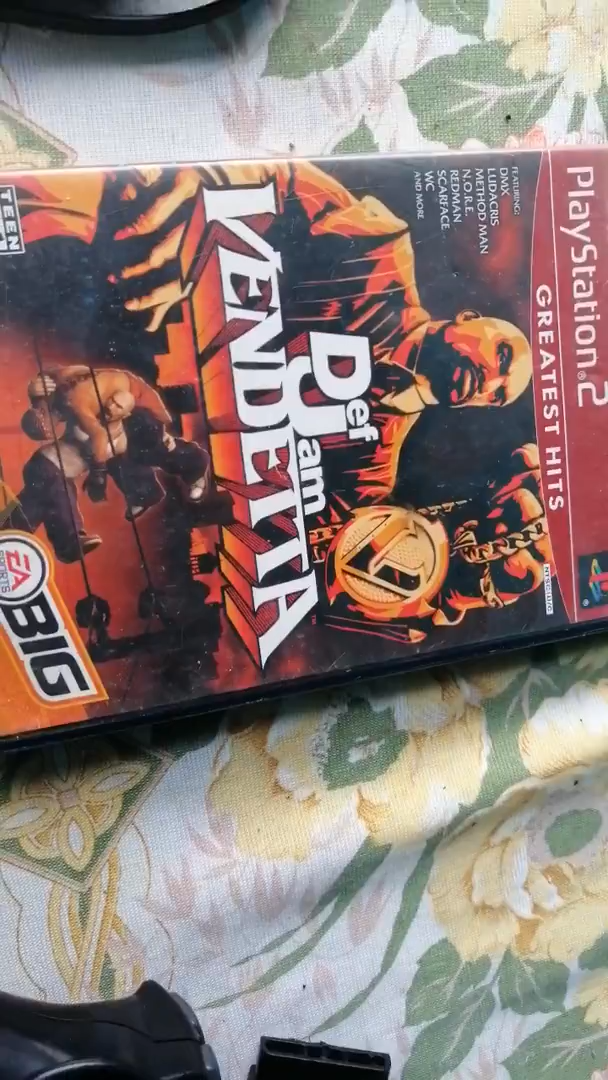 PlayStation®2
GREATEST HITS
NTSC U/C
FEATURING:
DMX
LUDACRIS
METHOD MAN
N.O.R.E.
REDMAN
SCARFACE
WC
AND MORE
Def
Jam
VENDETTA
TEEN
EA
SPORTS
BIG